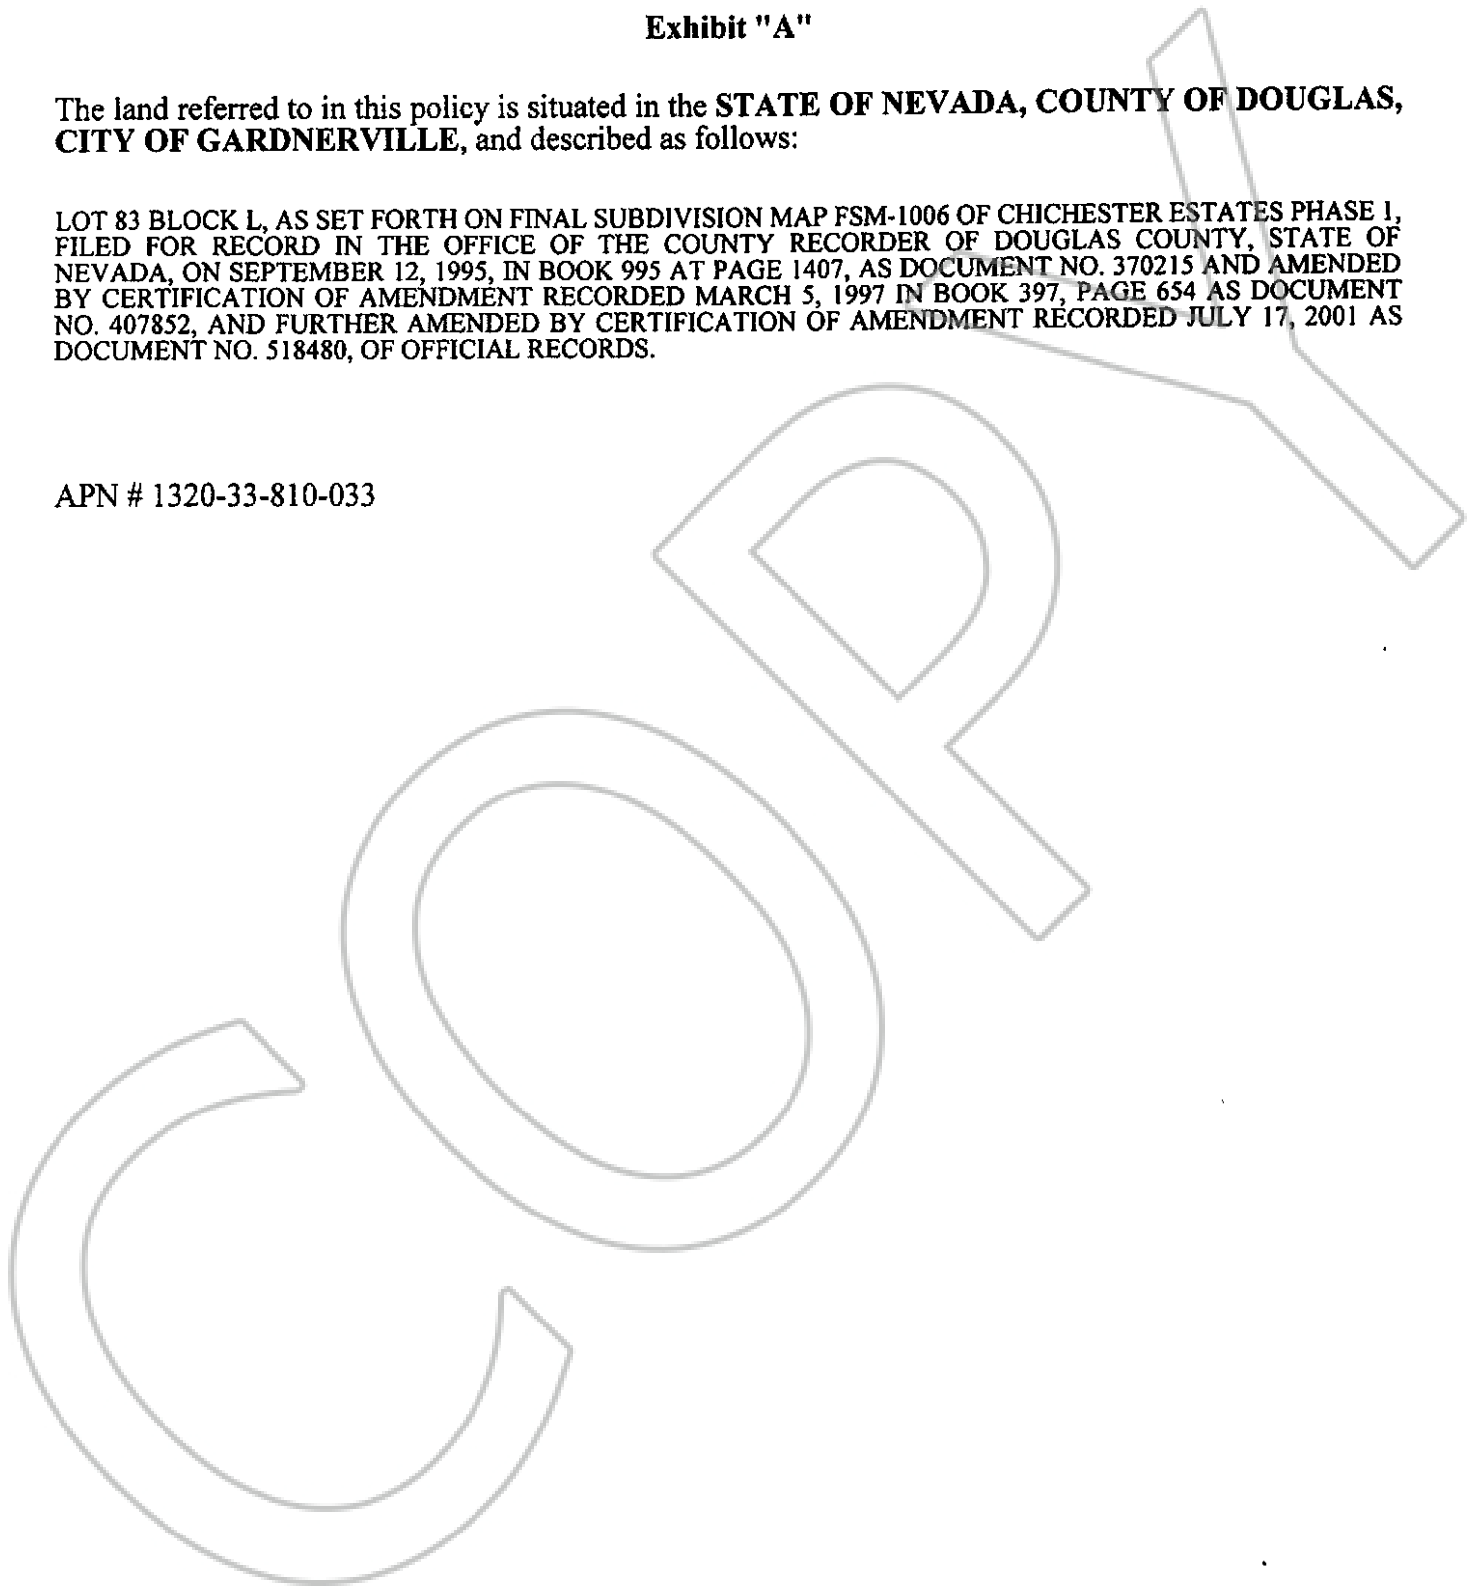 Exhibit "A"
The land referred to in this policy is situated in the STATE OF NEVADA, COUNTY OF DOUGLAS,
CITY OF GARDNERVILLE, and described as follows:
LOT 83 BLOCK L, AS SET FORTH ON FINAL SUBDIVISION MAP FSM-1006 OF CHICHESTER ESTATES PHASE 1,
FILED FOR RECORD IN THE OFFICE OF THE COUNTY RECORDER OF DOUGLAS COUNTY, STATE OF
NEVADA, ON SEPTEMBER 12, 1995, IN BOOK 995 AT PAGE 1407, AS DOCUMENT NO. 370215 AND AMENDED
BY CERTIFICATION OF AMENDMENT RECORDED MARCH 5, 1997 IN BOOK 397, PAGE 654 AS DOCUMENT
NO. 407852, AND FURTHER AMENDED BY CERTIFICATION OF AMENDMENT RECORDED JULY 17, 2001 AS
DOCUMENT NO. 518480, OF OFFICIAL RECORDS.
APN # 1320-33-810-033
COPY